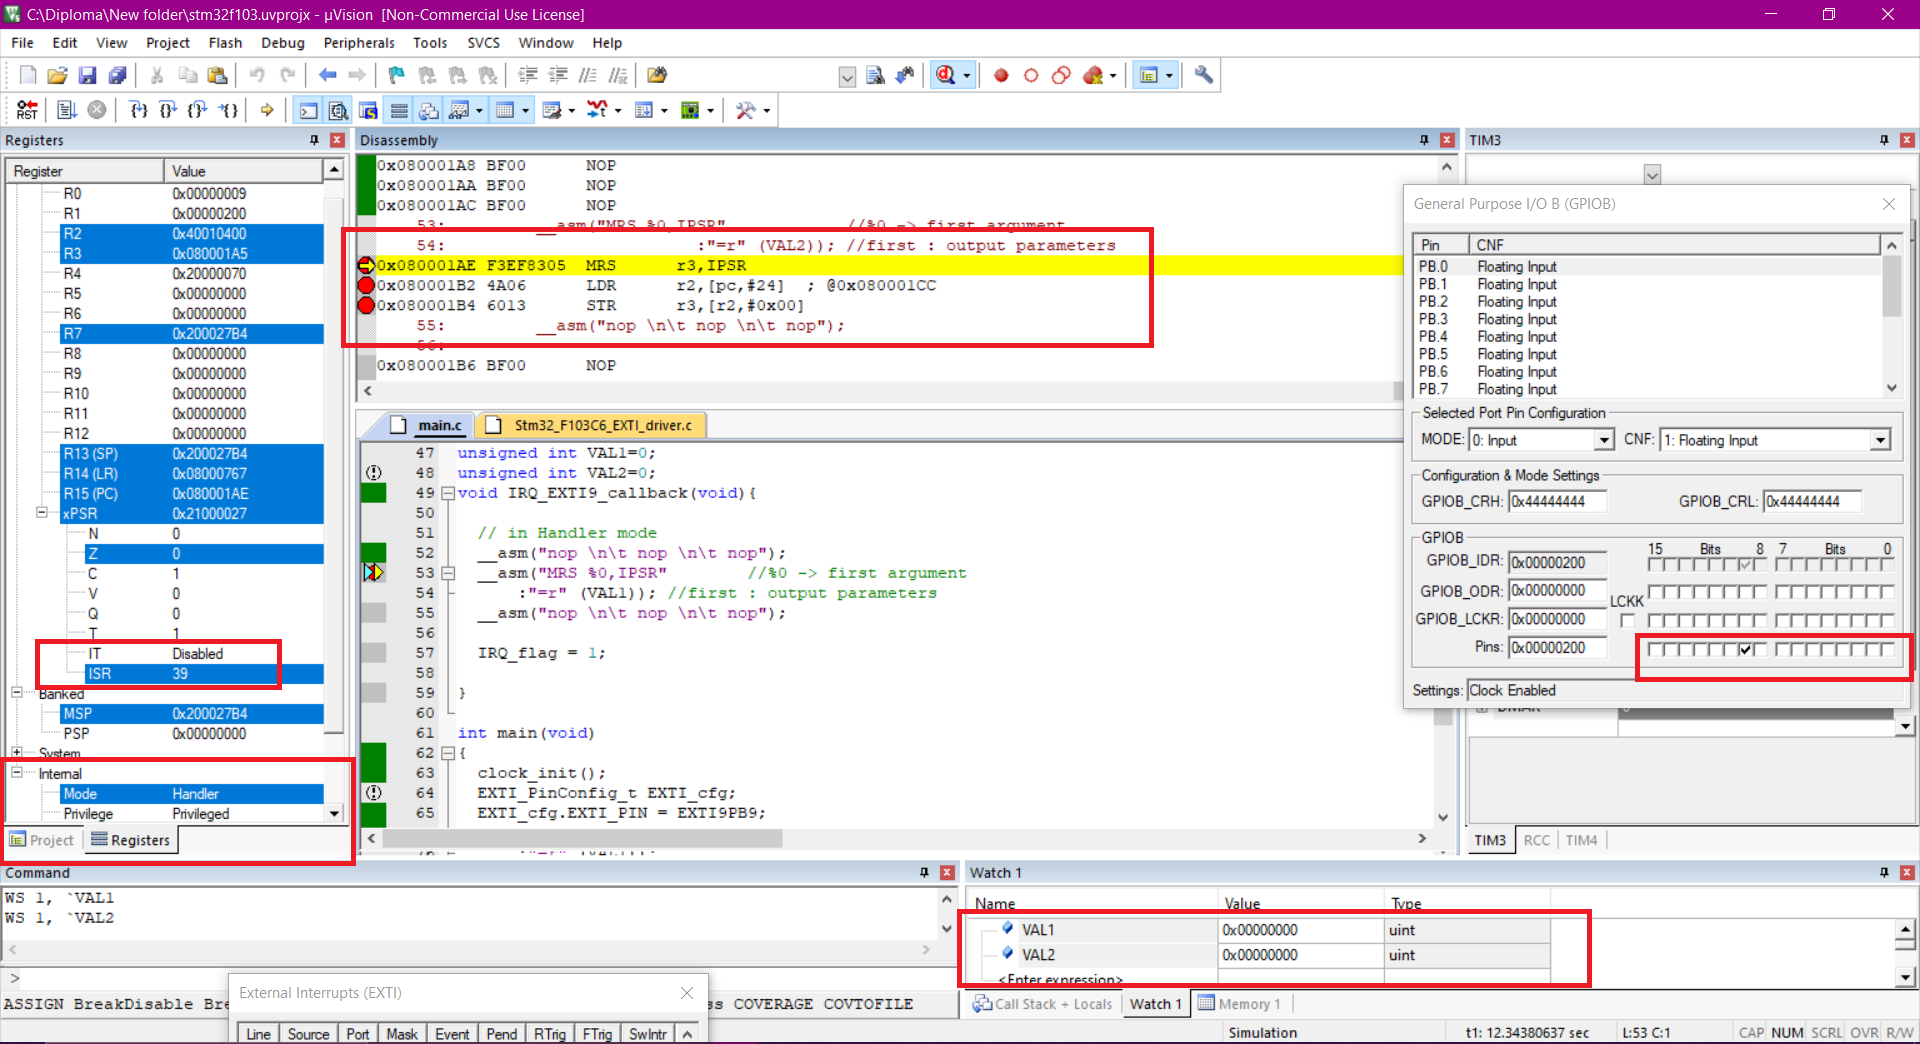 C:\Diploma\New folder\stm32f103.uvprojx - µVision [Non-Commercial Use License]
File Edit View Project Flash Debug Peripherals Tools SVCS Window Help
RST
Registers
Register Value
R0 0x00000009
R1 0x00000200
R2 0x40010400
R3 0x080001A5
R4 0x20000070
R5 0x00000000
R6 0x00000000
R7 0x200027B4
R8 0x00000000
R9 0x00000000
R10 0x00000000
R11 0x00000000
R12 0x00000000
R13 (SP) 0x200027B4
R14 (LR) 0x08000767
R15 (PC) 0x080001AE
xPSR 0x21000027
N 0
Z 0
C 1
V 0
Q 0
T 1
IT Disabled
ISR 39
Banked
MSP 0x200027B4
PSP 0x00000000
System
Internal
Mode Handler
Privilege Privileged
Project Registers
Disassembly
0x080001A8 BF00 NOP
0x080001AA BF00 NOP
0x080001AC BF00 NOP
53: __asm("MRS %0,IPSR" //%0 -> first argument
54: :"=r" (VAL2)); //first : output parameters
0x080001AE F3EF8305 MRS r3,IPSR
0x080001B2 4A06 LDR r2,[pc,#24] ; @0x080001CC
0x080001B4 6013 STR r3,[r2,#0x00]
55: __asm("nop \n\t nop \n\t nop");
56:
0x080001B6 BF00 NOP
main.c Stm32_F103C6_EXTI_driver.c
47 unsigned int VAL1=0;
48 unsigned int VAL2=0;
49 void IRQ_EXTI9_callback(void){
50
51 // in Handler mode
52 __asm("nop \n\t nop \n\t nop");
53 __asm("MRS %0,IPSR" //%0 -> first argument
54 :"=r" (VAL1)); //first : output parameters
55 __asm("nop \n\t nop \n\t nop");
56
57 IRQ_flag = 1;
58
59 }
60
61 int main(void)
62 {
63 clock_init();
64 EXTI_PinConfig_t EXTI_cfg;
65 EXTI_cfg.EXTI_PIN = EXTI9PB9;
TIM3
General Purpose I/O B (GPIOB)
Pin CNF
PB.0 Floating Input
PB.1 Floating Input
PB.2 Floating Input
PB.3 Floating Input
PB.4 Floating Input
PB.5 Floating Input
PB.6 Floating Input
PB.7 Floating Input
Selected Port Pin Configuration
MODE: 0: Input CNF: 1: Floating Input
Configuration & Mode Settings
GPIOB_CRH: 0x44444444 GPIOB_CRL: 0x44444444
GPIOB
15 Bits 8 7 Bits 0
GPIOB_IDR: 0x00000200
GPIOB_ODR: 0x00000000
LCKK
GPIOB_LCKR: 0x00000000
Pins: 0x00000200
Settings: Clock Enabled
TIM3 RCC TIM4
Command
WS 1, `VAL1
WS 1, `VAL2
>
ASSIGN BreakDisable COVERAGE COVTOFILE
External Interrupts (EXTI)
Line Source Port Mask Event Pend RTrig FTrig SwIntr
Watch 1
Name Value Type
VAL1 0x00000000 uint
VAL2 0x00000000 uint
<Enter expression>
Call Stack + Locals Watch 1 Memory 1
Simulation t1: 12.34380637 sec L:53 C:1 CAP NUM SCRL OVR R/W